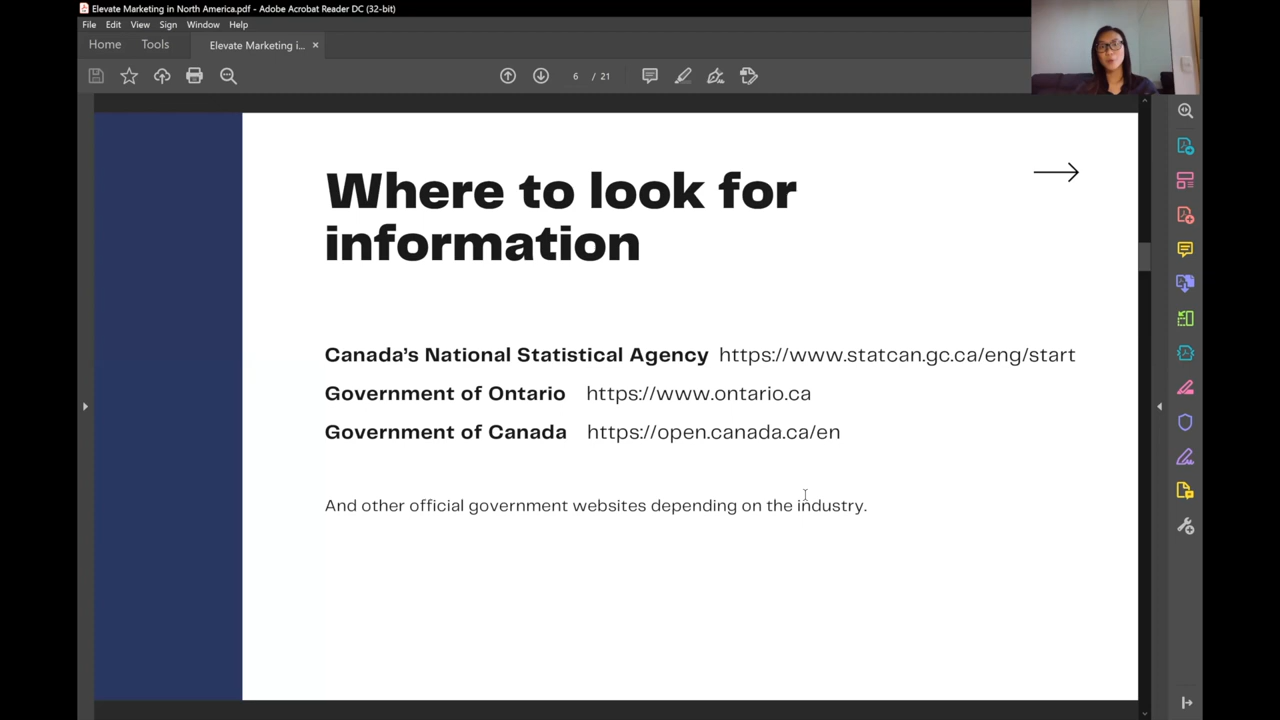 Elevate Marketing in North America.pdf - Adobe Acrobat Reader DC (32-bit)
File Edit View Sign Window Help
Home Tools Elevate Marketing i... ×
6 / 21
Where to look for
information
Canada's National Statistical Agency https://www.statcan.gc.ca/eng/start
Government of Ontario https://www.ontario.ca
Government of Canada https://open.canada.ca/en
And other official government websites depending on the industry.